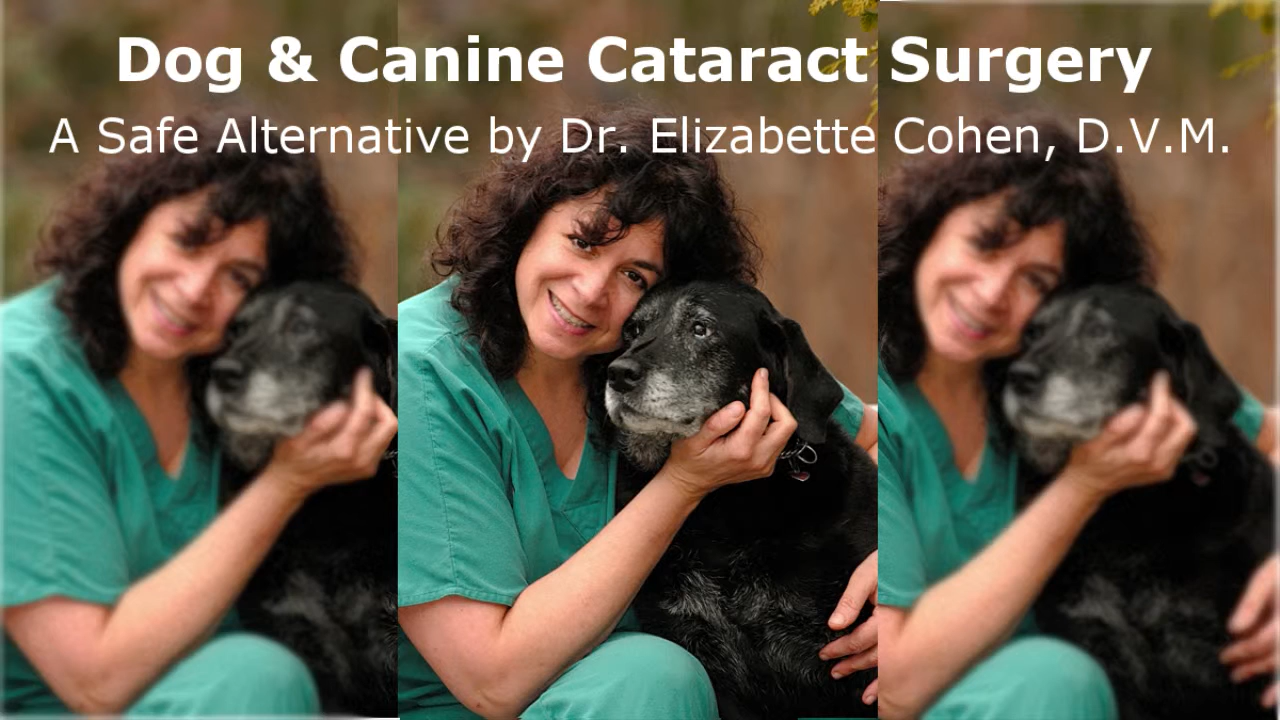 Dog & Canine Cataract Surgery
A Safe Alternative by Dr. Elizabette Cohen, D.V.M.